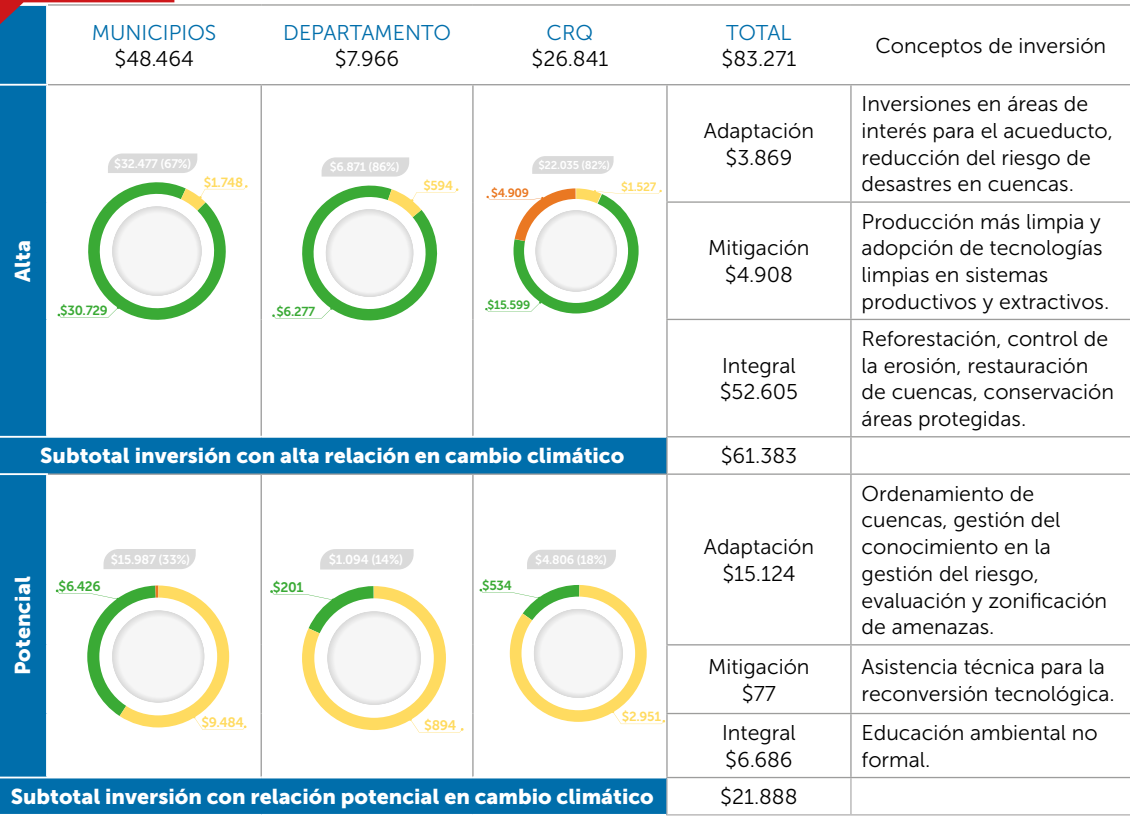 MUNICIPIOS
$48.464
DEPARTAMENTO
$7.966
CRQ
$26.841
TOTAL
$83.271
Conceptos de inversión
Alta
$32.477 (67%)
$1.748
$30.729
$6.871 (86%)
$594
$6.277
$22.035 (82%)
$4.909
$1.527
$15.599
Adaptación
$3.869
Inversiones en áreas de
interés para el acueducto,
reducción del riesgo de
desastres en cuencas.
Mitigación
$4.908
Producción más limpia y
adopción de tecnologías
limpias en sistemas
productivos y extractivos.
Integral
$52.605
Reforestación, control de
la erosión, restauración
de cuencas, conservación
áreas protegidas.
Subtotal inversión con alta relación en cambio climático
$61.383
Potencial
$15.987 (33%)
$6.426
$9.484
$1.094 (14%)
$201
$894
$4.806 (18%)
$534
$2.951
Adaptación
$15.124
Ordenamiento de
cuencas, gestión del
conocimiento en la
gestión del riesgo,
evaluación y zonificación
de amenazas.
Mitigación
$77
Asistencia técnica para la
reconversión tecnológica.
Integral
$6.686
Educación ambiental no
formal.
Subtotal inversión con relación potencial en cambio climático
$21.888